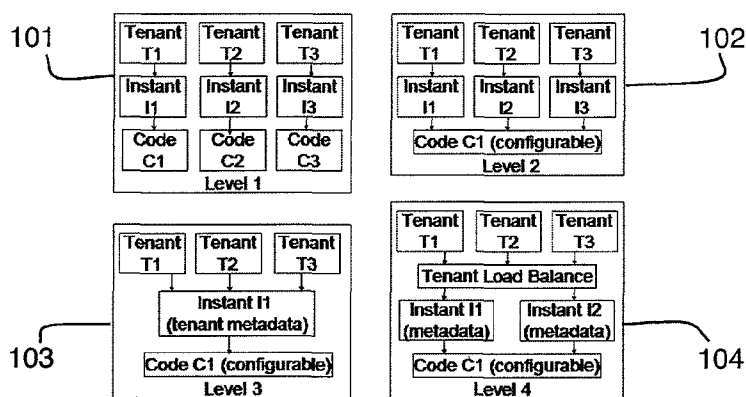 101
Tenant T1
Tenant T2
Tenant T3
Instant I1
Instant I2
Instant I3
Code C1
Code C2
Code C3
Level 1
102
Tenant T1
Tenant T2
Tenant T3
Instant I1
Instant I2
Instant I3
Code C1 (configurable)
Level 2
103
Tenant T1
Tenant T2
Tenant T3
Instant I1
(tenant metadata)
Code C1 (configurable)
Level 3
104
Tenant T1
Tenant T2
Tenant T3
Tenant Load Balance
Instant I1
(metadata)
Instant I2
(metadata)
Code C1 (configurable)
Level 4